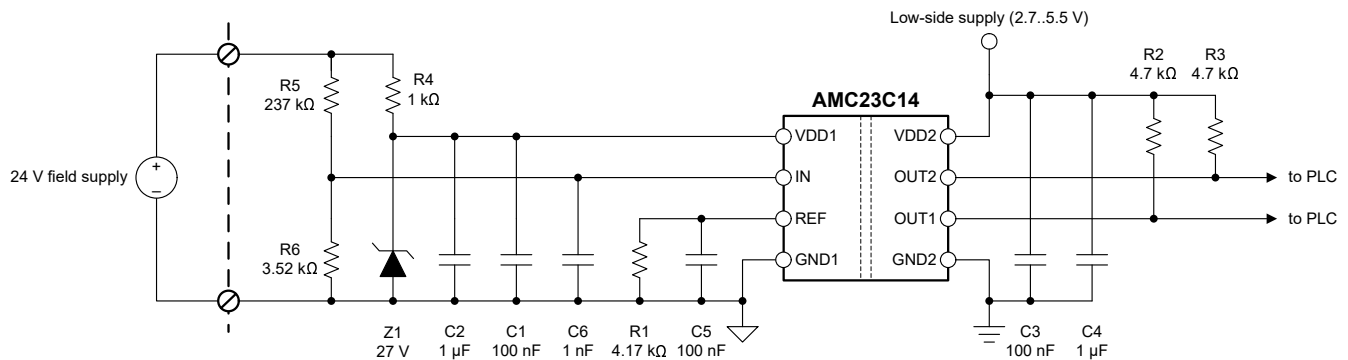 Low-side supply (2.7..5.5 V)
R5
237 kΩ
R4
1 kΩ
R2
4.7 kΩ
R3
4.7 kΩ
AMC23C14
VDD1
VDD2
24 V field supply
+
–
IN
OUT2
to PLC
REF
OUT1
to PLC
R6
3.52 kΩ
GND1
GND2
Z1
27 V
C2
1 µF
C1
100 nF
C6
1 nF
R1
4.17 kΩ
C5
100 nF
C3
100 nF
C4
1 µF